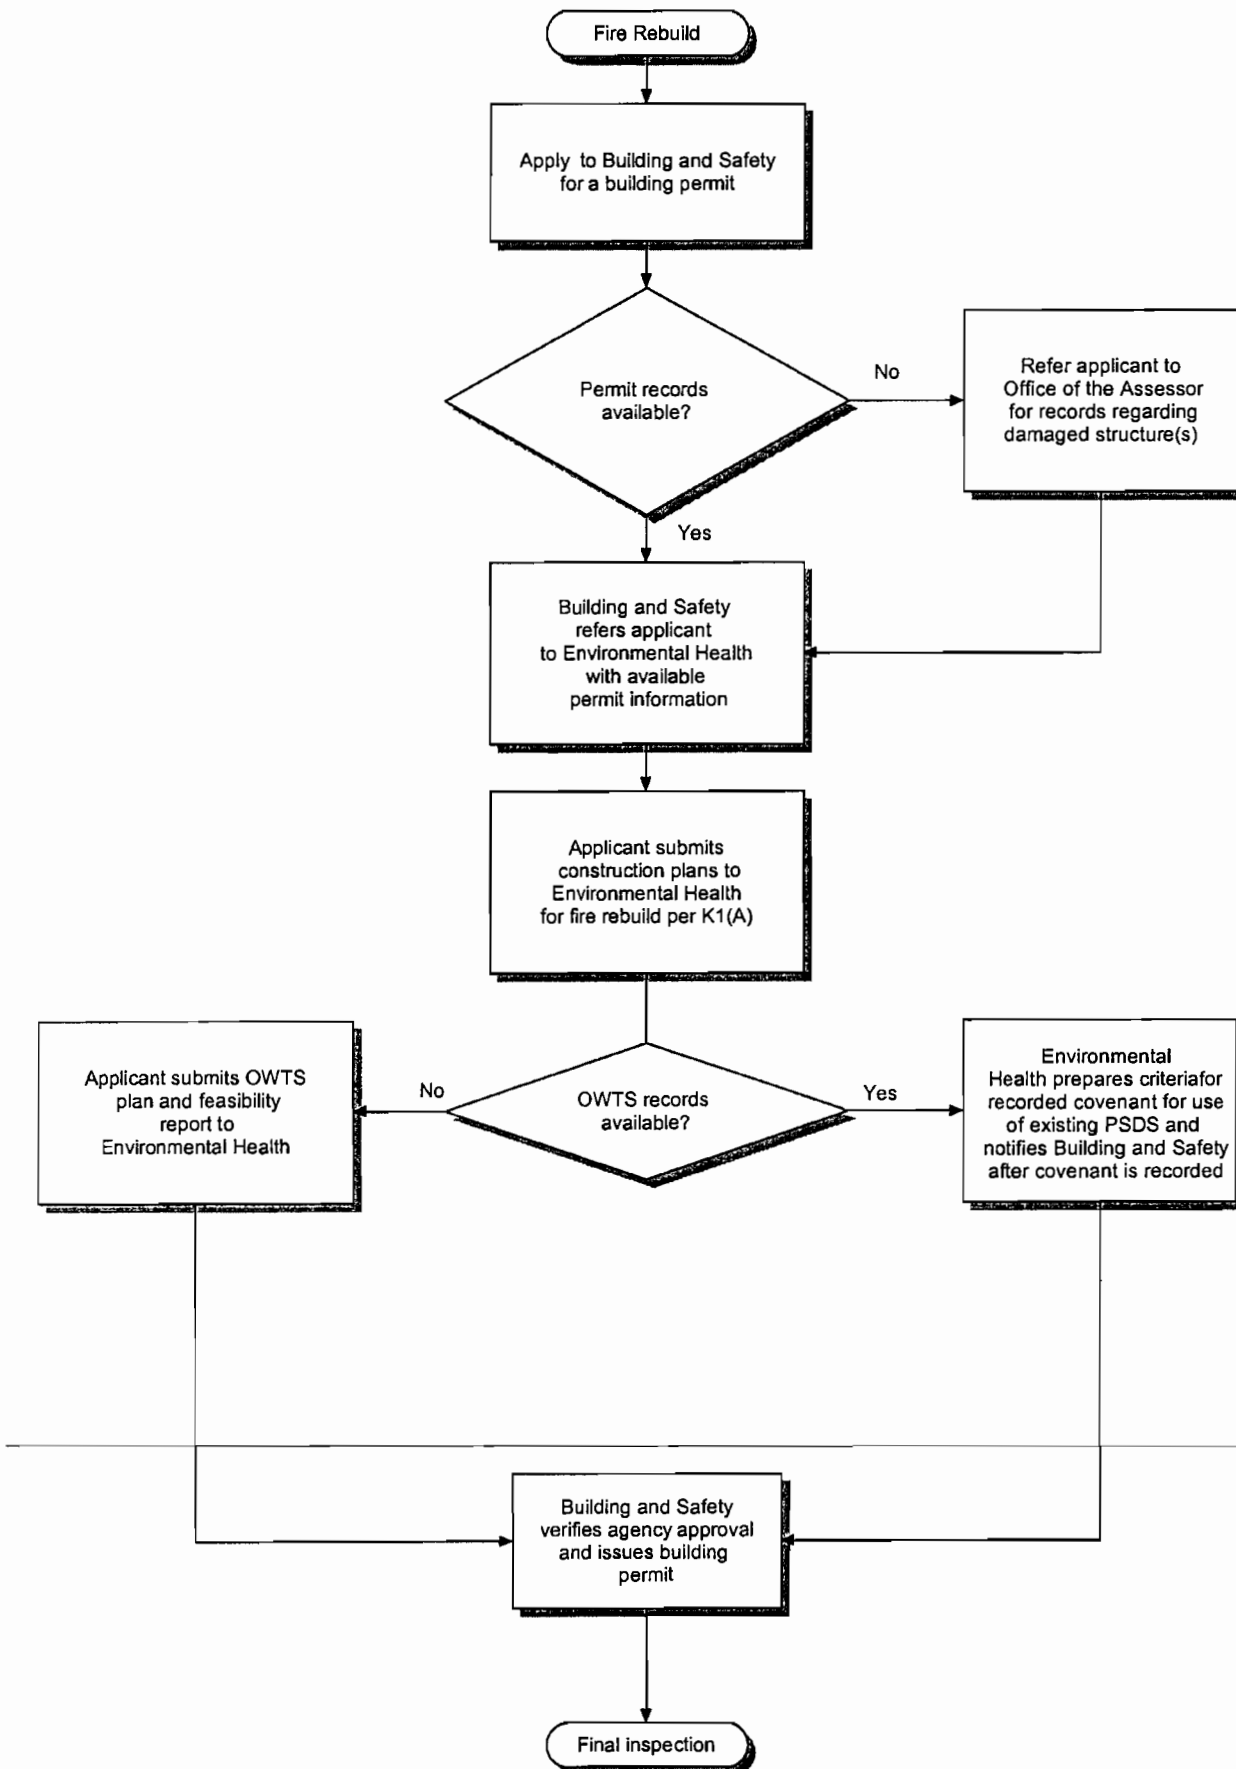 Fire Rebuild
Apply to Building and Safety
for a building permit
Permit records
available?
No
Refer applicant to
Office of the Assessor
for records regarding
damaged structure(s)
Yes
Building and Safety
refers applicant
to Environmental Health
with available
permit information
Applicant submits
construction plans to
Environmental Health
for fire rebuild per K1(A)
Applicant submits OWTS
plan and feasibility
report to
Environmental Health
No
OWTS records
available?
Yes
Environmental
Health prepares criteriafor
recorded covenant for use
of existing PSDS and
notifies Building and Safety
after covenant is recorded
Building and Safety
verifies agency approval
and issues building
permit
Final inspection